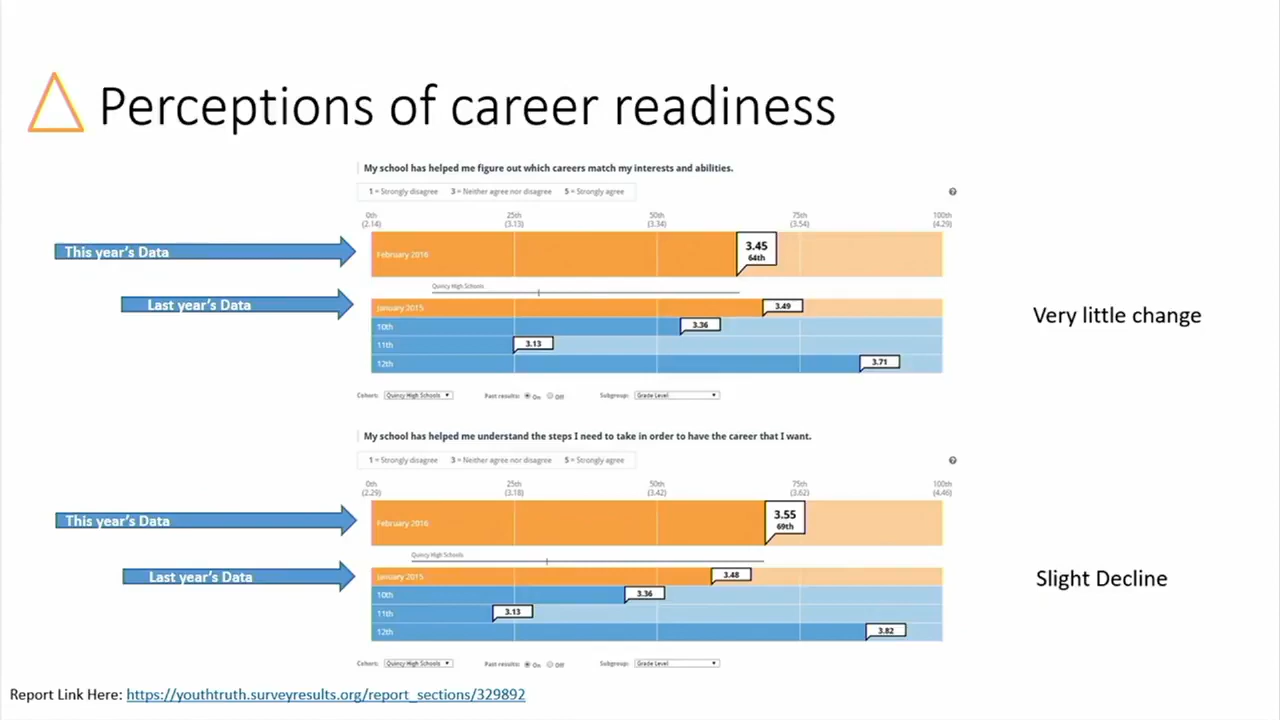 Perceptions of career readiness
My school has helped me figure out which careers match my interests and abilities.
1 = Strongly disagree 3 = Neither agree nor disagree 5 = Strongly agree
0th 25th 50th 75th 100th
(2.14) (3.13) (3.34) (3.54) (4.29)
This year's Data
February 2016
3.45
64th
Quincy High Schools
Last year's Data
January 2015 3.49
10th 3.36
11th 3.13
12th 3.71
Very little change
Cohort: Quincy High Schools Past results: On Off Subgroup: Grade Level
My school has helped me understand the steps I need to take in order to have the career that I want.
1 = Strongly disagree 3 = Neither agree nor disagree 5 = Strongly agree
0th 25th 50th 75th 100th
(2.29) (3.18) (3.42) (3.62) (4.46)
This year's Data
February 2016
3.55
69th
Quincy High Schools
Last year's Data
January 2015 3.48
10th 3.36
11th 3.13
12th 3.82
Slight Decline
Cohort: Quincy High Schools Past results: On Off Subgroup: Grade Level
Report Link Here: https://youthtruth.surveyresults.org/report_sections/329892